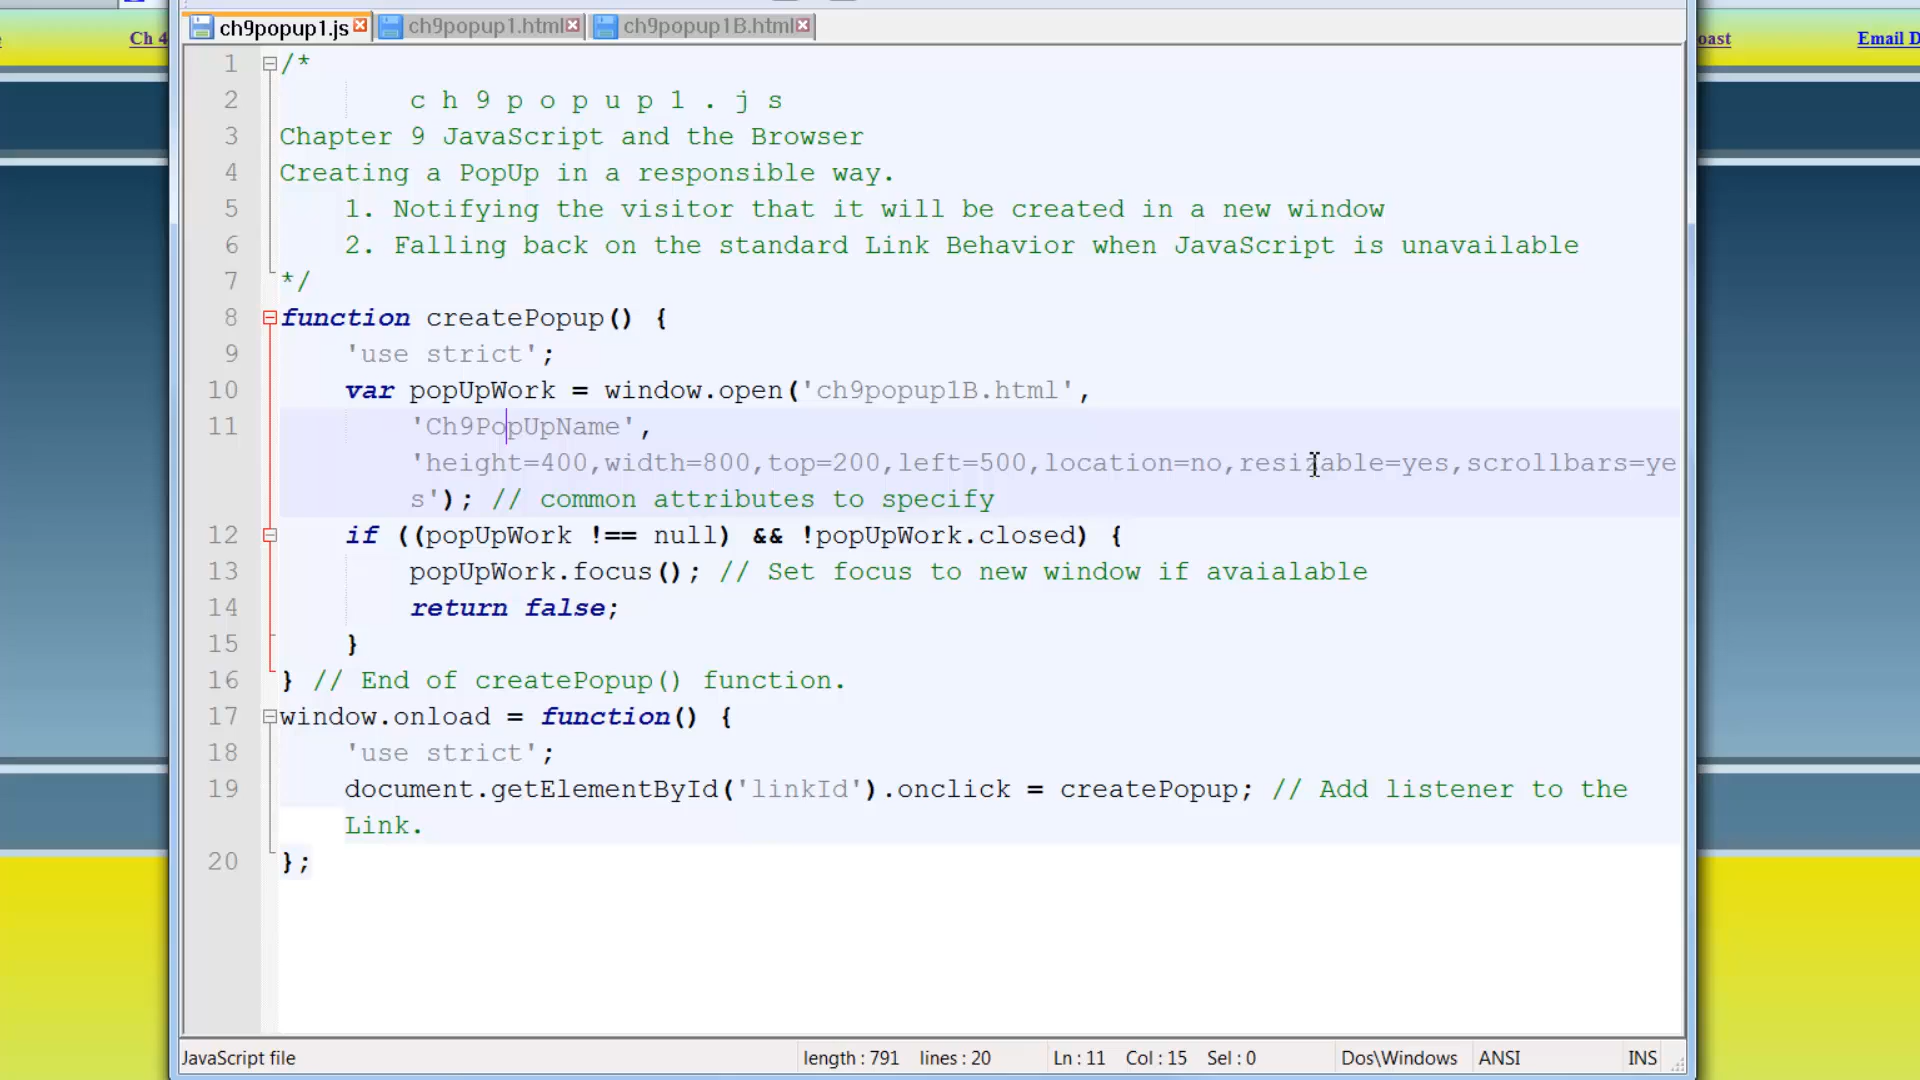 Ch 4
oast
Email D
ch9popup1.js
ch9popup1.html
ch9popup1B.html
1 /*
2 c h 9 p o p u p 1 . j s
3 Chapter 9 JavaScript and the Browser
4 Creating a PopUp in a responsible way.
5 1. Notifying the visitor that it will be created in a new window
6 2. Falling back on the standard Link Behavior when JavaScript is unavailable
7 */
8 function createPopup() {
9 'use strict';
10 var popUpWork = window.open('ch9popup1B.html',
11 'Ch9PopUpName',
'height=400,width=800,top=200,left=500,location=no,resizable=yes,scrollbars=ye
s'); // common attributes to specify
12 if ((popUpWork !== null) && !popUpWork.closed) {
13 popUpWork.focus(); // Set focus to new window if avaialable
14 return false;
15 }
16 } // End of createPopup() function.
17 window.onload = function() {
18 'use strict';
19 document.getElementById('linkId').onclick = createPopup; // Add listener to the
Link.
20 };
JavaScript file
length : 791 lines : 20
Ln : 11 Col : 15 Sel : 0
Dos\Windows
ANSI
INS